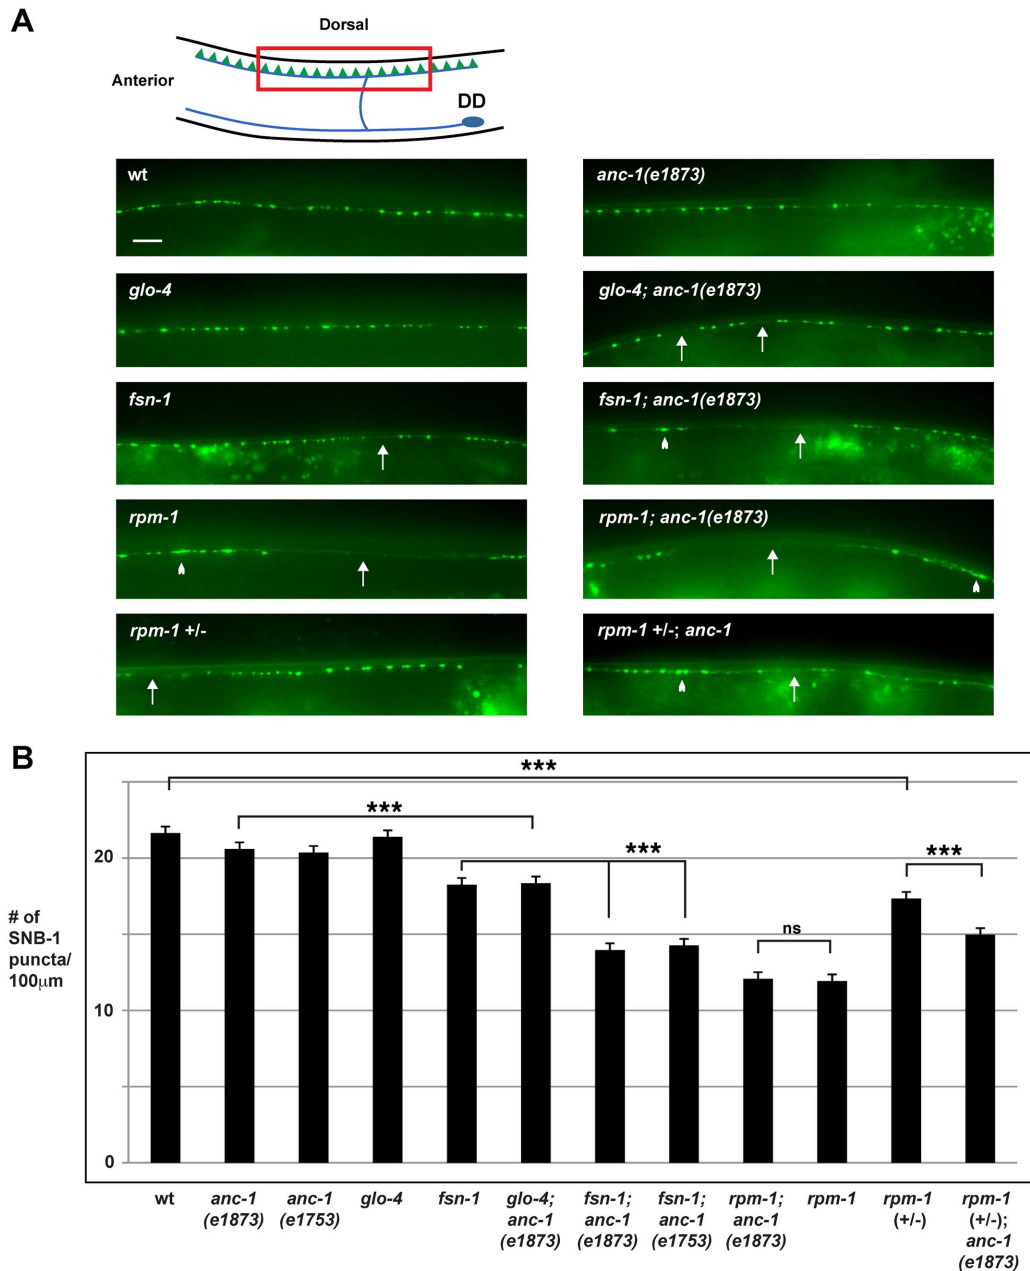 A
Dorsal
Anterior
DD
wt
anc-1(e1873)
glo-4
glo-4; anc-1(e1873)
fsn-1
fsn-1; anc-1(e1873)
rpm-1
rpm-1; anc-1(e1873)
rpm-1 +/-
rpm-1 +/-; anc-1
B
***
***
***
***
ns
20
10
0
# of
SNB-1
puncta/
100μm
wt
anc-1
(e1873)
anc-1
(e1753)
glo-4
fsn-1
glo-4;
anc-1
(e1873)
fsn-1;
anc-1
(e1873)
fsn-1;
anc-1
(e1753)
rpm-1;
anc-1
(e1873)
rpm-1
rpm-1
(+/-)
rpm-1
(+/-);
anc-1
(e1873)